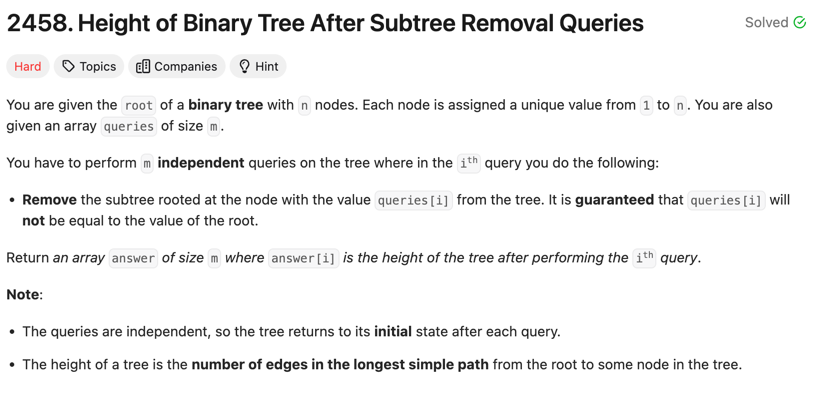 2458. Height of Binary Tree After Subtree Removal Queries
Solved
Hard Topics Companies Hint
You are given the root of a binary tree with n nodes. Each node is assigned a unique value from 1 to n. You are also
given an array queries of size m.
You have to perform m independent queries on the tree where in the ith query you do the following:
• Remove the subtree rooted at the node with the value queries[i] from the tree. It is guaranteed that queries[i] will
not be equal to the value of the root.
Return an array answer of size m where answer[i] is the height of the tree after performing the ith query.
Note:
• The queries are independent, so the tree returns to its initial state after each query.
• The height of a tree is the number of edges in the longest simple path from the root to some node in the tree.